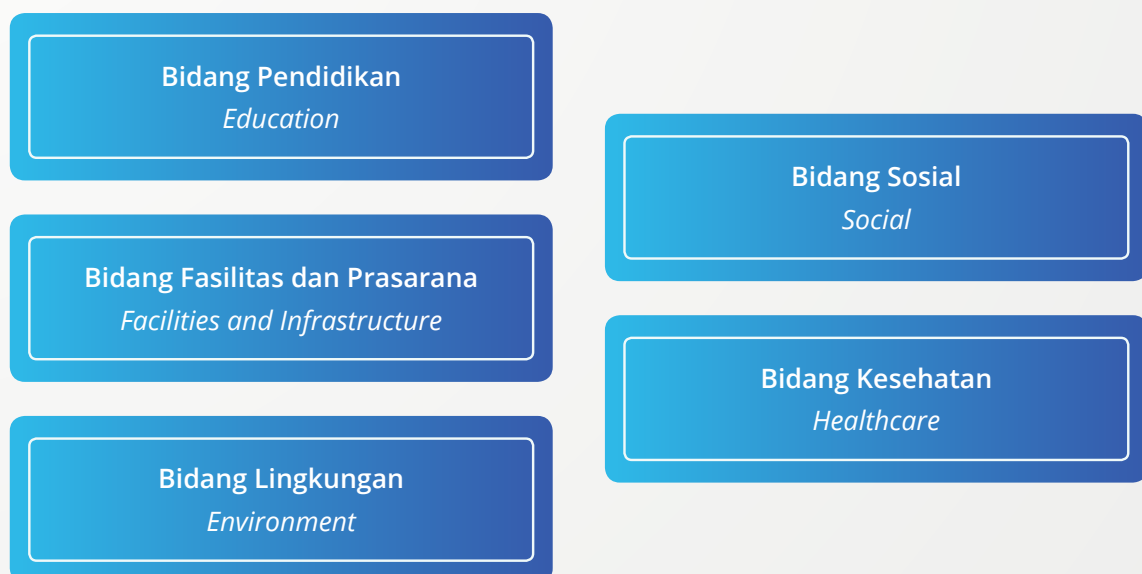 Bidang Pendidikan
Education
Bidang Fasilitas dan Prasarana
Facilities and Infrastructure
Bidang Lingkungan
Environment
Bidang Sosial
Social
Bidang Kesehatan
Healthcare